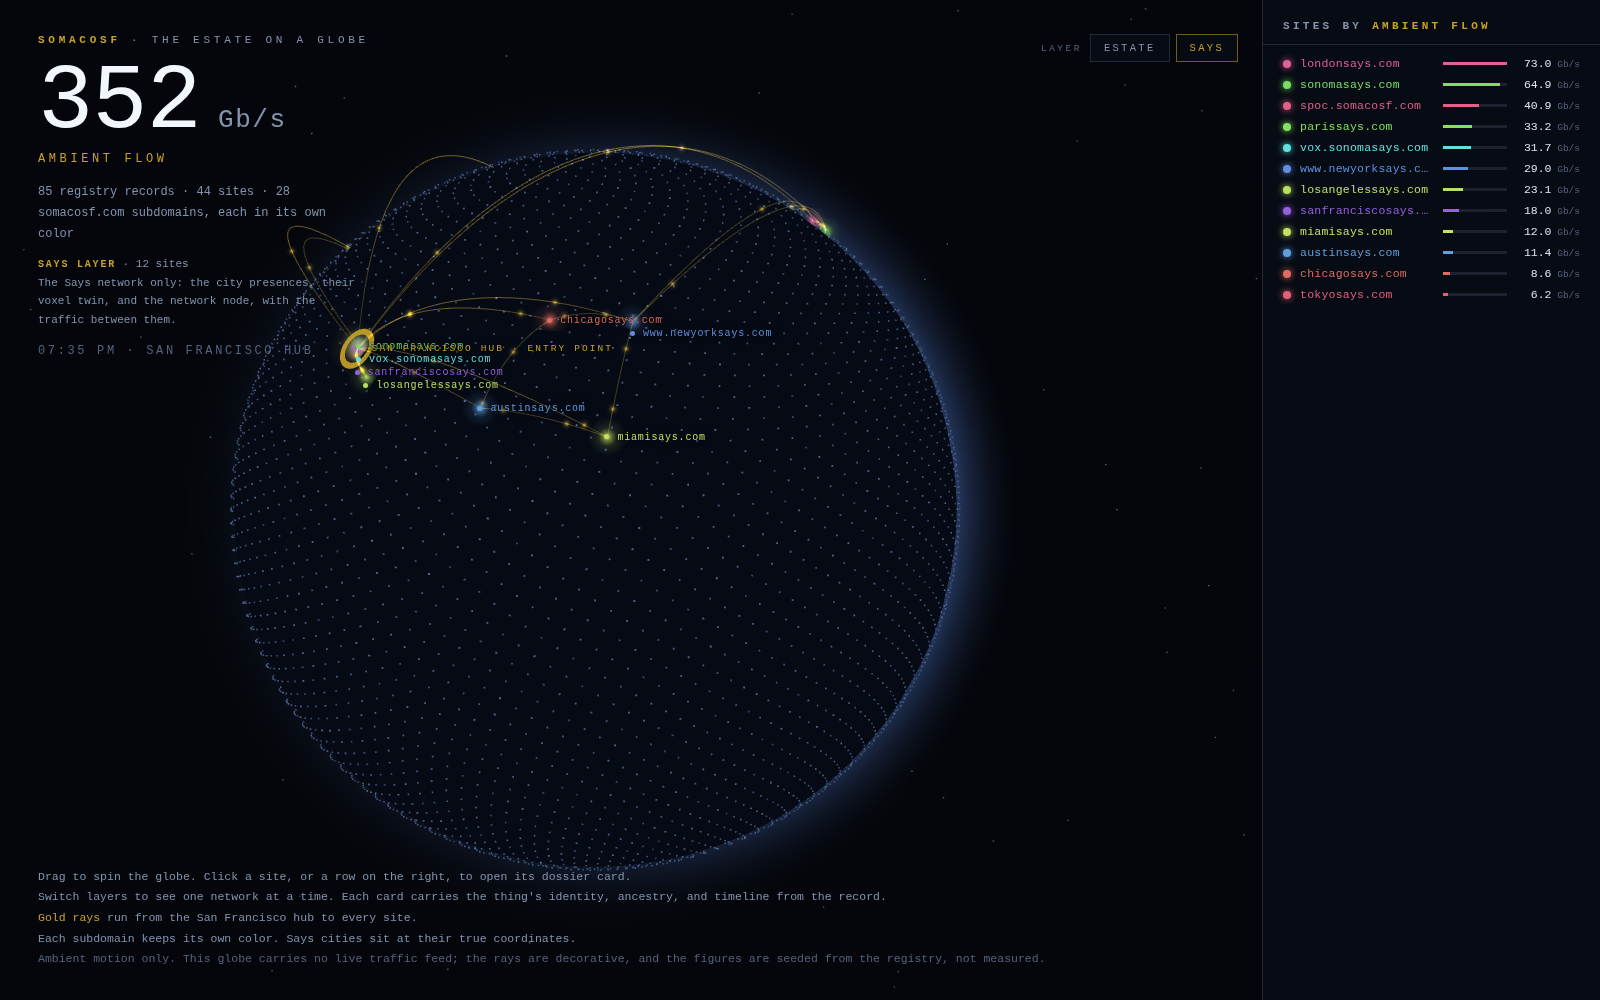 SOMACOSF · THE ESTATE ON A GLOBE
352 Gb/s
AMBIENT FLOW
85 registry records · 44 sites · 28
somacosf.com subdomains, each in its own
color
SAYS LAYER · 12 sites
The Says network only: the city presences, their
voxel twin, and the network node, with the
traffic between them.
07:35 PM · SAN FRANCISCO HUB
LAYER ESTATE SAYS
chicagosays.com
www.newyorksays.com
sonomasays.com
SAN FRANCISCO HUB · ENTRY POINT
vox.sonomasays.com
sanfranciscosays.com
losangelessays.com
austinsays.com
miamisays.com
Drag to spin the globe. Click a site, or a row on the right, to open its dossier card.
Switch layers to see one network at a time. Each card carries the thing's identity, ancestry, and timeline from the record.
Gold rays run from the San Francisco hub to every site.
Each subdomain keeps its own color. Says cities sit at their true coordinates.
Ambient motion only. This globe carries no live traffic feed; the rays are decorative, and the figures are seeded from the registry, not measured.
SITES BY AMBIENT FLOW
londonsays.com 73.0 Gb/s
sonomasays.com 64.9 Gb/s
spoc.somacosf.com 40.9 Gb/s
parissays.com 33.2 Gb/s
vox.sonomasays.com 31.7 Gb/s
www.newyorksays.c… 29.0 Gb/s
losangelessays.com 23.1 Gb/s
sanfranciscosays.… 18.0 Gb/s
miamisays.com 12.0 Gb/s
austinsays.com 11.4 Gb/s
chicagosays.com 8.6 Gb/s
tokyosays.com 6.2 Gb/s